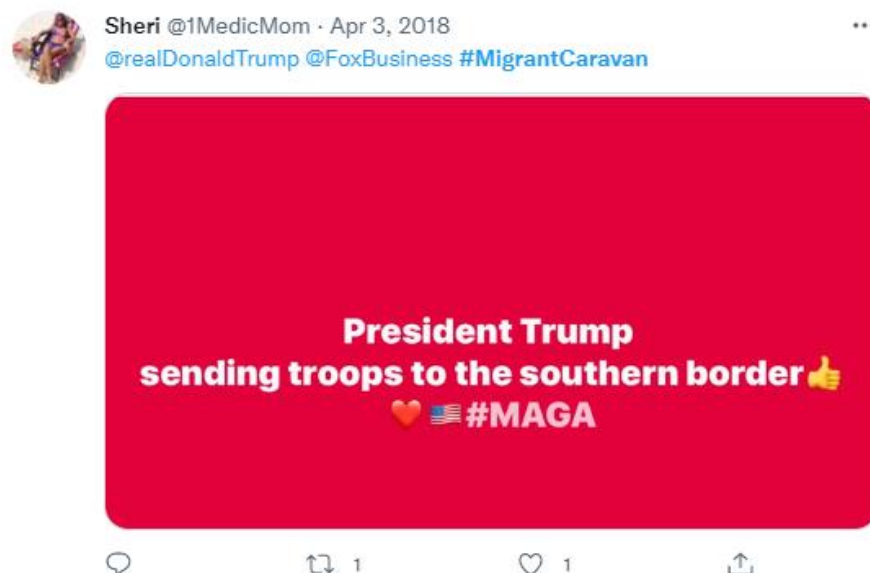 Sheri @1MedicMom · Apr 3, 2018
@realDonaldTrump @FoxBusiness #MigrantCaravan
President Trump
sending troops to the southern border👍
❤️ 🇺🇸#MAGA
1 1